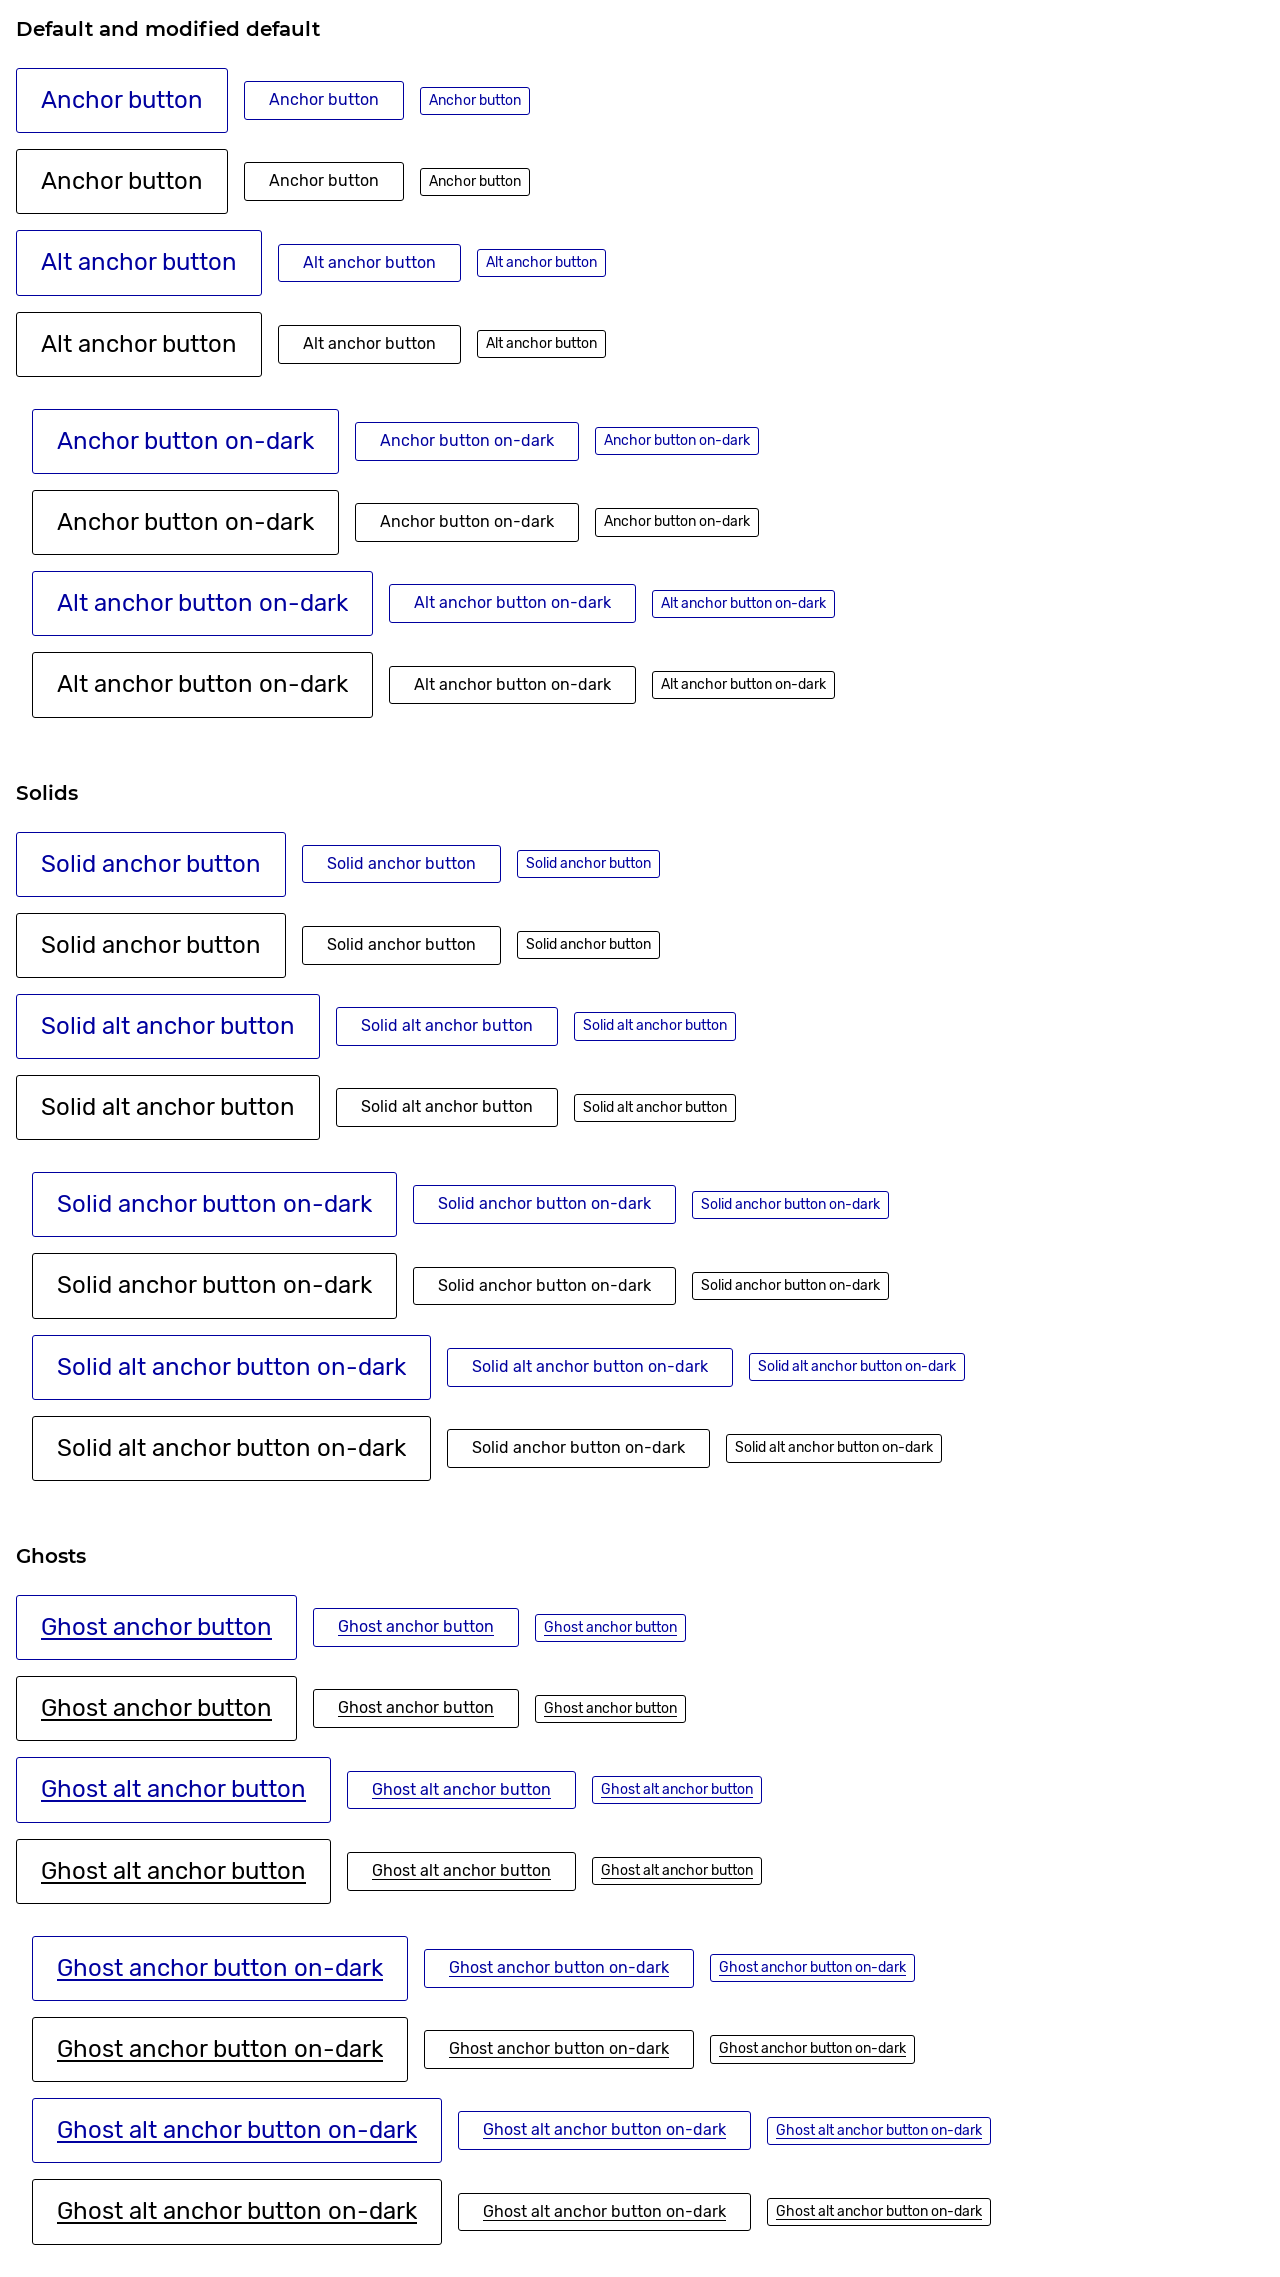 Default and modified default
Anchor button Anchor button Anchor button
Anchor button Anchor button Anchor button
Alt anchor button Alt anchor button Alt anchor button
Alt anchor button Alt anchor button Alt anchor button
Anchor button on-dark Anchor button on-dark Anchor button on-dark
Anchor button on-dark Anchor button on-dark Anchor button on-dark
Alt anchor button on-dark Alt anchor button on-dark Alt anchor button on-dark
Alt anchor button on-dark Alt anchor button on-dark Alt anchor button on-dark
Solids
Solid anchor button Solid anchor button Solid anchor button
Solid anchor button Solid anchor button Solid anchor button
Solid alt anchor button Solid alt anchor button Solid alt anchor button
Solid alt anchor button Solid alt anchor button Solid alt anchor button
Solid anchor button on-dark Solid anchor button on-dark Solid anchor button on-dark
Solid anchor button on-dark Solid anchor button on-dark Solid anchor button on-dark
Solid alt anchor button on-dark Solid alt anchor button on-dark Solid alt anchor button on-dark
Solid alt anchor button on-dark Solid anchor button on-dark Solid alt anchor button on-dark
Ghosts
Ghost anchor button Ghost anchor button Ghost anchor button
Ghost anchor button Ghost anchor button Ghost anchor button
Ghost alt anchor button Ghost alt anchor button Ghost alt anchor button
Ghost alt anchor button Ghost alt anchor button Ghost alt anchor button
Ghost anchor button on-dark Ghost anchor button on-dark Ghost anchor button on-dark
Ghost anchor button on-dark Ghost anchor button on-dark Ghost anchor button on-dark
Ghost alt anchor button on-dark Ghost alt anchor button on-dark Ghost alt anchor button on-dark
Ghost alt anchor button on-dark Ghost alt anchor button on-dark Ghost alt anchor button on-dark